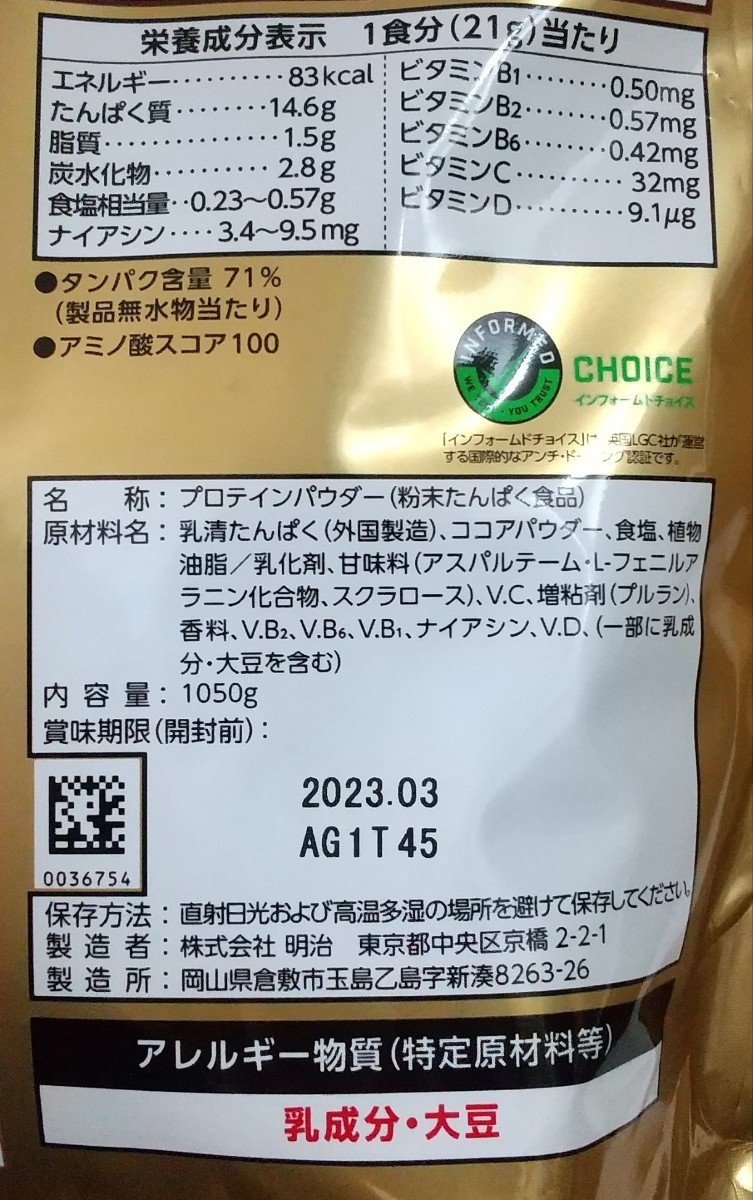 栄養成分表示 1食分(21g)当たり
エネルギー··········83kcal
たんぱく質········14.6g
脂質···············1.5g
炭水化物··········2.8g
食塩相当量··0.23〜0.57g
ナイアシン····3.4〜9.5mg
ビタミンB1········0.50mg
ビタミンB2········0.57mg
ビタミンB6········0.42mg
ビタミンC··········32mg
ビタミンD··········9.1μg
●タンパク含量 71%
(製品無水物当たり)
●アミノ酸スコア100
INFORMED
WE TEST · YOU TRUST
CHOICE
インフォームドチョイス
「インフォームドチョイス」は、英国LGC社が運営
する国際的なアンチ・ドーピング認証です。
名称：プロテインパウダー(粉末たんぱく食品)
原材料名：乳清たんぱく(外国製造)、ココアパウダー、食塩、植物
油脂／乳化剤、甘味料(アスパルテーム・L-フェニルア
ラニン化合物、スクラロース)、V.C、増粘剤(プルラン)、
香料、V.B2、V.B6、V.B1、ナイアシン、V.D、(一部に乳成
分・大豆を含む)
内容量：1050g
賞味期限(開封前)：
2023.03
AG1T45
0036754
保存方法：直射日光および高温多湿の場所を避けて保存してください。
製造者：株式会社 明治 東京都中央区京橋 2-2-1
製造所：岡山県倉敷市玉島乙島字新湊8263-26
アレルギー物質(特定原材料等)
乳成分・大豆